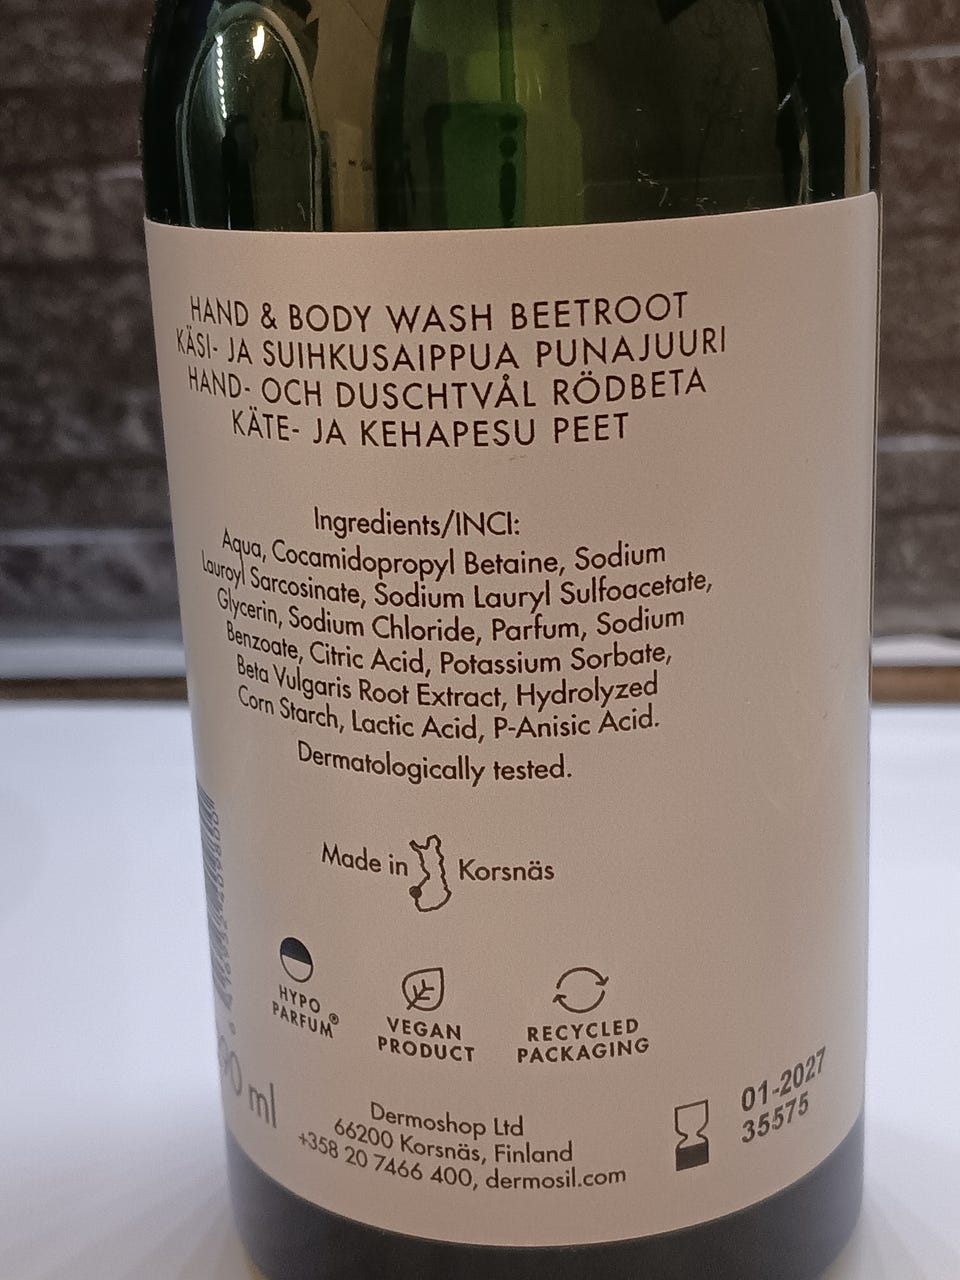 HAND & BODY WASH BEETROOT
KÄSI- JA SUIHKUSAIPPUA PUNAJUURI
HAND- OCH DUSCHTVÅL RÖDBETA
KÄTE- JA KEHAPESU PEET
Ingredients/INCI:
Aqua, Cocamidopropyl Betaine, Sodium
Lauroyl Sarcosinate, Sodium Lauryl Sulfoacetate,
Glycerin, Sodium Chloride, Parfum, Sodium
Benzoate, Citric Acid, Potassium Sorbate,
Beta Vulgaris Root Extract, Hydrolyzed
Corn Starch, Lactic Acid, P-Anisic Acid.
Dermatologically tested.
Made in Korsnäs
HYPO
PARFUM®
VEGAN
PRODUCT
RECYCLED
PACKAGING
ml
Dermoshop Ltd
66200 Korsnäs, Finland
+358 20 7466 400, dermosil.com
01-2027
35575